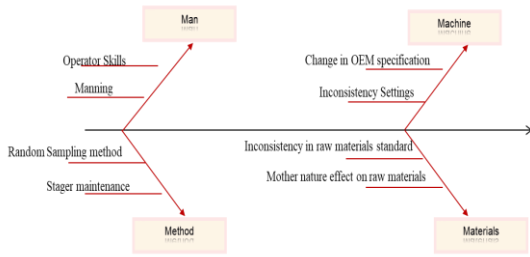 Man
Machine
Operator Skills
Manning
Change in OEM specification
Inconsistency Settings
Random Sampling method
Stager maintenance
Inconsistency in raw materials standard
Mother nature effect on raw materials
Method
Materials